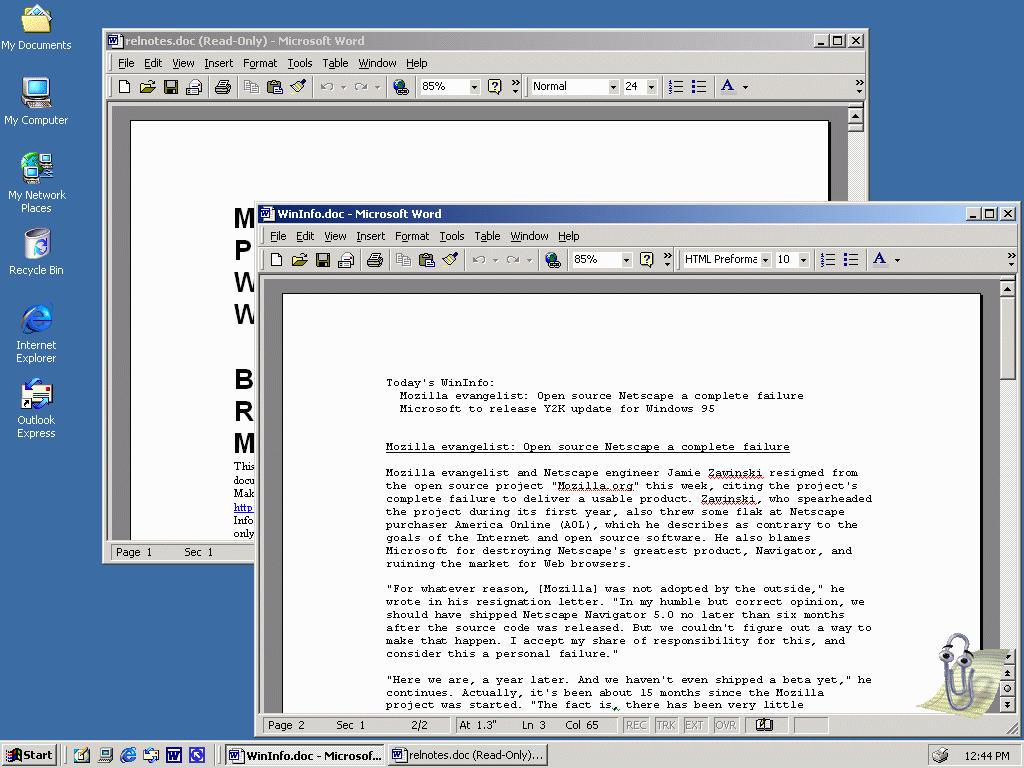 My Documents
My Computer
My Network
Places
Recycle Bin
Internet
Explorer
Outlook
Express
relnotes.doc (Read-Only) - Microsoft Word
File Edit View Insert Format Tools Table Window Help
85% Normal 24
M
P
W
W
B
R
M
This
docu
Mak
http
Info
only
Page 1 Sec 1
WinInfo.doc - Microsoft Word
File Edit View Insert Format Tools Table Window Help
85% HTML Preforma 10
Today's WinInfo:
Mozilla evangelist: Open source Netscape a complete failure
Microsoft to release Y2K update for Windows 95
Mozilla evangelist: Open source Netscape a complete failure
Mozilla evangelist and Netscape engineer Jamie Zawinski resigned from
the open source project "Mozilla.org" this week, citing the project's
complete failure to deliver a usable product. Zawinski, who spearheaded
the project during its first year, also threw some flak at Netscape
purchaser America Online (AOL), which he describes as contrary to the
goals of the Internet and open source software. He also blames
Microsoft for destroying Netscape's greatest product, Navigator, and
ruining the market for Web browsers.
"For whatever reason, [Mozilla] was not adopted by the outside," he
wrote in his resignation letter. "In my humble but correct opinion, we
should have shipped Netscape Navigator 5.0 no later than six months
after the source code was released. But we couldn't figure out a way to
make that happen. I accept my share of responsibility for this, and
consider this a personal failure."
"Here we are, a year later. And we haven't even shipped a beta yet," he
continues. Actually, it's been about 15 months since the Mozilla
project was started. "The fact is, there has been very little
Page 2 Sec 1 2/2 At 1.3" Ln 3 Col 65 REC TRK EXT OVR
Start WinInfo.doc - Microsof... relnotes.doc (Read-Only)... 12:44 PM